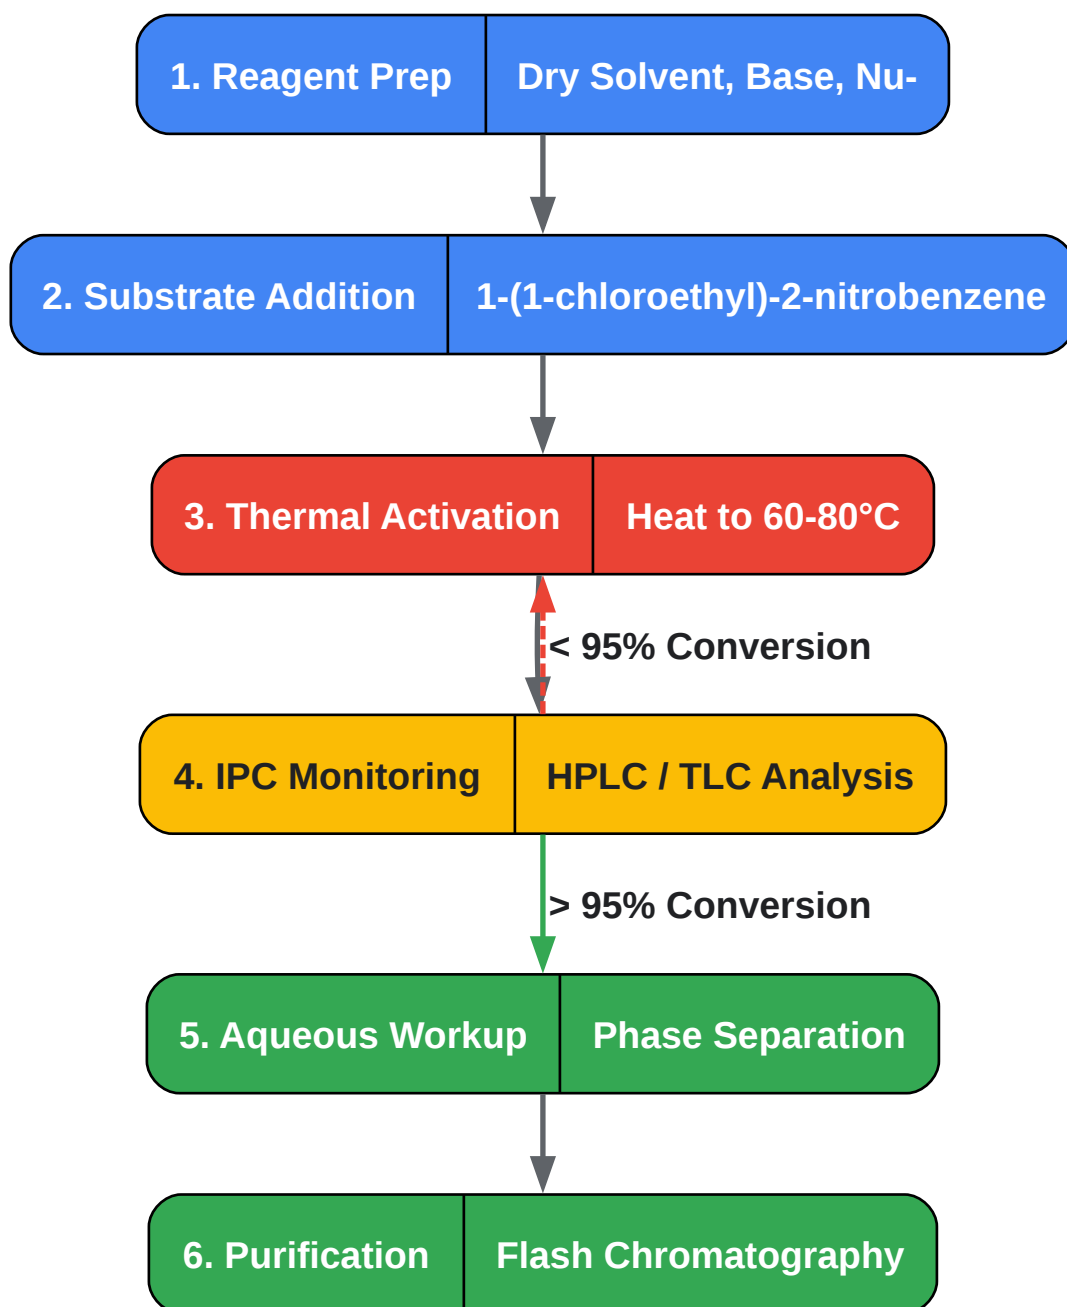 1. Reagent Prep Dry Solvent, Base, Nu-
2. Substrate Addition 1-(1-chloroethyl)-2-nitrobenzene
3. Thermal Activation Heat to 60-80°C
< 95% Conversion
4. IPC Monitoring HPLC / TLC Analysis
> 95% Conversion
5. Aqueous Workup Phase Separation
6. Purification Flash Chromatography